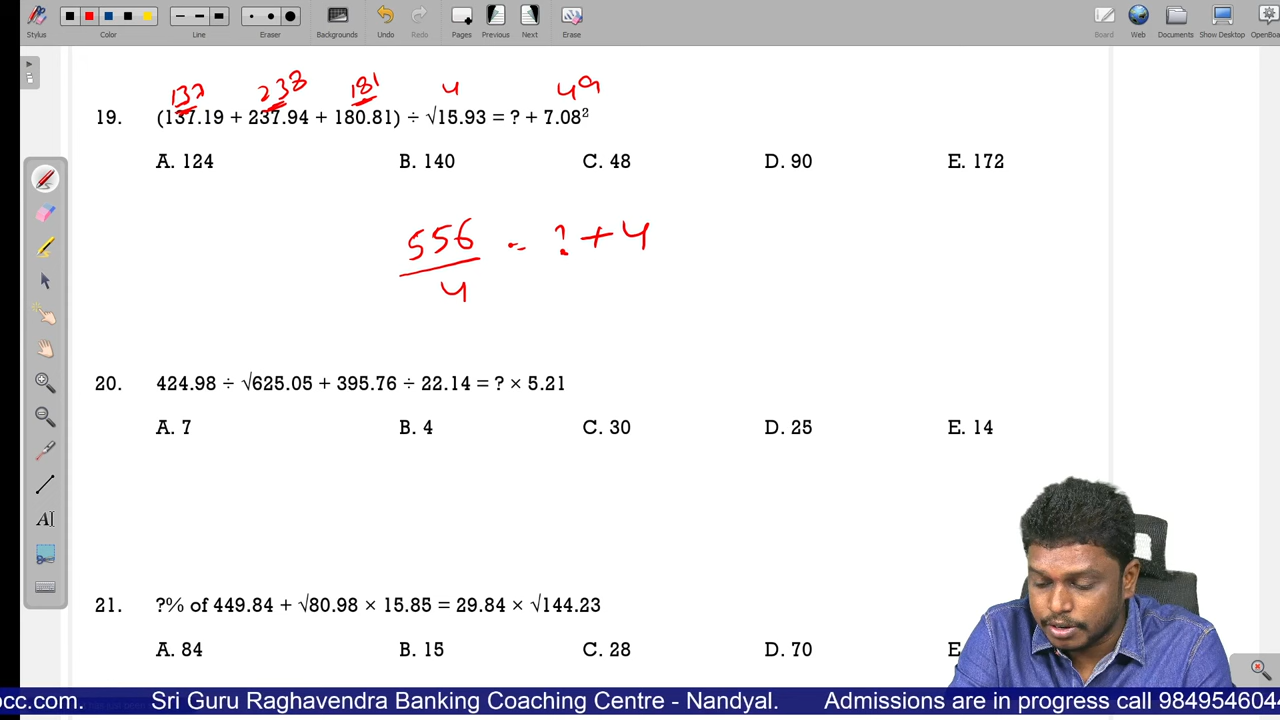 Stylus Color Line Eraser Backgrounds Undo Redo Pages Previous Next Erase Board Web Documents Show Desktop OpenBoa
137 238 181 4 49
19. (137.19 + 237.94 + 180.81) ÷ √15.93 = ? + 7.08²
A. 124 B. 140 C. 48 D. 90 E. 172
556 = ? + 4
4
20. 424.98 ÷ √625.05 + 395.76 ÷ 22.14 = ? × 5.21
A. 7 B. 4 C. 30 D. 25 E. 14
21. ?% of 449.84 + √80.98 × 15.85 = 29.84 × √144.23
A. 84 B. 15 C. 28 D. 70 E
occ.com. Sri Guru Raghavendra Banking Coaching Centre - Nandyal. Admissions are in progress call 984954604